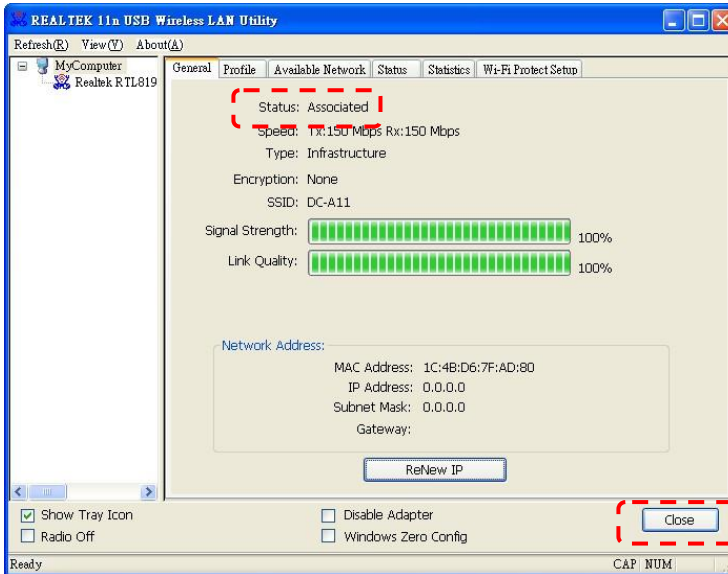 REALTEK 11n USB Wireless LAN Utility
Refresh(R) View(V) About(A)
MyComputer
Realtek RTL819
General Profile Available Network Status Statistics Wi-Fi Protect Setup
Status: Associated
Speed: Tx:150 Mbps Rx:150 Mbps
Type: Infrastructure
Encryption: None
SSID: DC-A11
Signal Strength: 100%
Link Quality: 100%
Network Address:
MAC Address: 1C:4B:D6:7F:AD:80
IP Address: 0.0.0.0
Subnet Mask: 0.0.0.0
Gateway:
ReNew IP
Show Tray Icon Disable Adapter Close
Radio Off Windows Zero Config
Ready CAP NUM